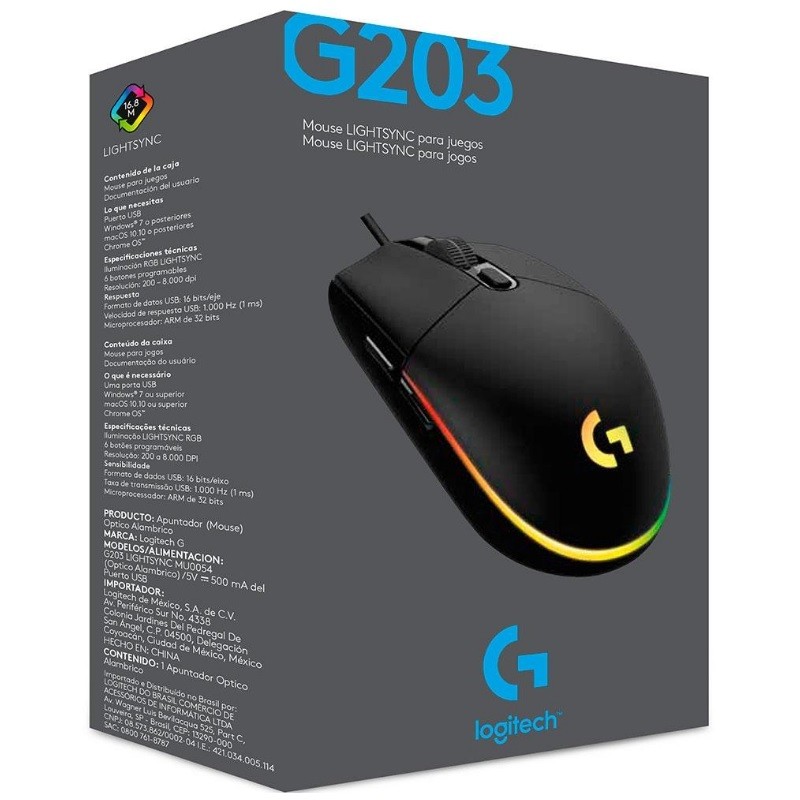 G203
Mouse LIGHTSYNC para juegos
Mouse LIGHTSYNC para jogos
logitech™
16.8
M
LIGHTSYNC
Contenido de la caja
Mouse para juegos
Documentación del usuario
Lo que necesitas
Puerto USB
Windows® 7 o posteriores
macOS 10.10 o posteriores
Chrome OS™
Especificaciones técnicas
Iluminación RGB LIGHTSYNC
6 botones programables
Resolución: 200 – 8.000 dpi
Respuesta
Formato de datos USB: 16 bits/eje
Velocidad de respuesta USB: 1.000 Hz (1 ms)
Microprocesador: ARM de 32 bits
Conteúdo da caixa
Mouse para jogos
Documentação do usuário
O que é necessário
Uma porta USB
Windows® 7 ou superior
macOS 10.10 ou superior
Chrome OS™
Especificações técnicas
Iluminação LIGHTSYNC RGB
6 botões programáveis
Resolução: 200 a 8.000 DPI
Sensibilidade
Formato de dados USB: 16 bits/eixo
Taxa de transmissão USB: 1.000 Hz (1 ms)
Microprocessador: ARM de 32 bits
PRODUCTO: Apuntador (Mouse)
Optico Alambrico
MARCA: Logitech G
MODELOS/ALIMENTACION:
G203 LIGHTSYNC MU0054
(Optico Alambrico) /5V ⎓ 500 mA del
Puerto USB
IMPORTADOR:
Logitech de México, S.A. de C.V.
Av. Periférico Sur No. 4338
Colonia Jardines Del Pedregal De
San Ángel, C.P. 04500, Delegación
Coyoacán, Ciudad de México, México
HECHO EN: CHINA
CONTENIDO: 1 Apuntador Optico
Alambrico
Importado e Distribuído no Brasil por:
LOGITECH DO BRASIL COMÉRCIO DE
ACESSÓRIOS DE INFORMÁTICA LTDA
Av. Wagner Luis Bevilacqua 525, Part C,
Louveira, SP - Brasil, CEP: 13290-000
CNPJ: 08.573.862/0002-04 I.E.: 421.034.005.114
SAC: 0800 761-8787